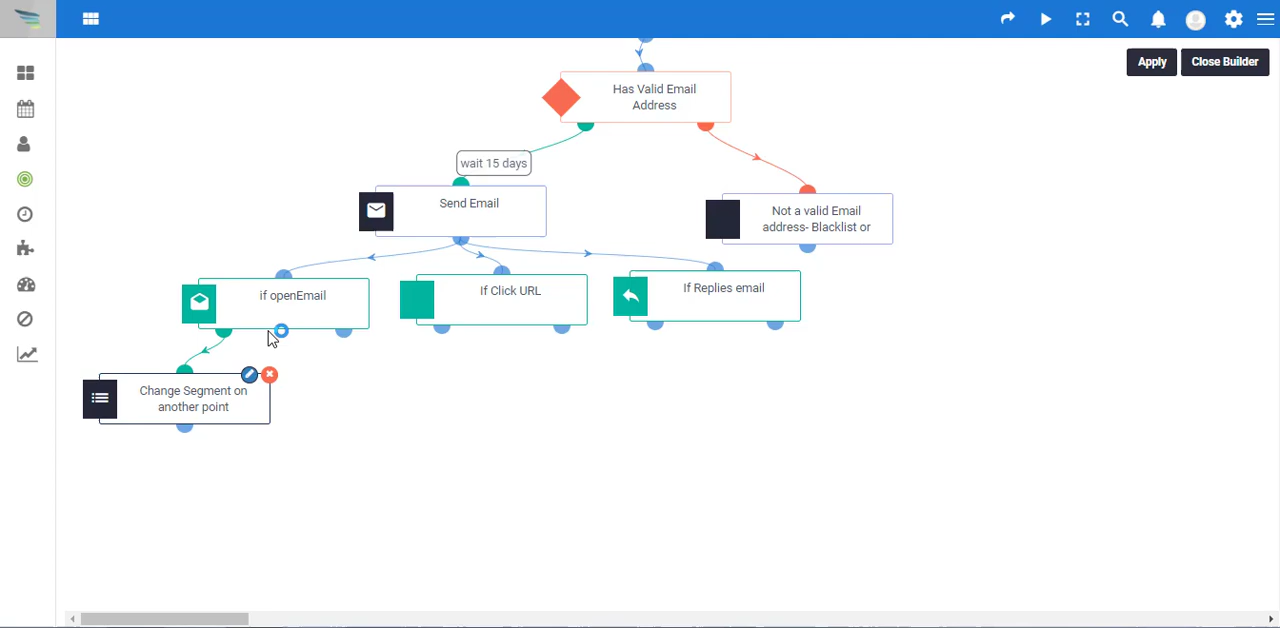 Apply
Close Builder
Has Valid Email
Address
wait 15 days
Send Email
Not a valid Email
address- Blacklist or
if openEmail
If Click URL
If Replies email
Change Segment on
another point